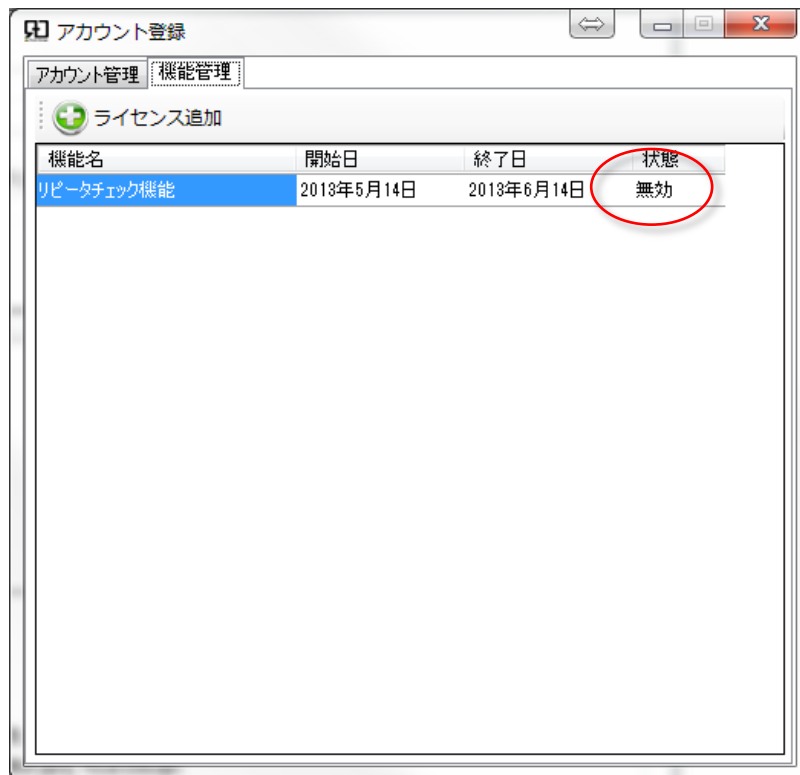 アカウント登録
アカウント管理 機能管理
ライセンス追加
機能名 開始日 終了日 状態
リピータチェック機能 2013年5月14日 2013年6月14日 無効